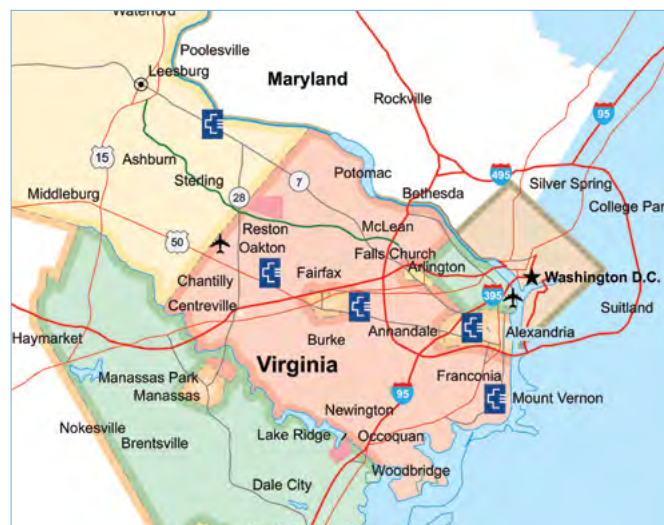 Waterford
Poolesville
Leesburg
Maryland
Rockville
95
15
Ashburn
Sterling
7
Potomac
495
Silver Spring
Bethesda
College Par
Middleburg
28
50
Reston
Oakton
McLean
Falls Church
Arlington
Washington D.C.
Chantilly
Fairfax
395
Centreville
Suitland
Haymarket
Burke
Annandale
Alexandria
Virginia
Manassas Park
Manassas
95
Franconia
Mount Vernon
Newington
Nokesville
Brentsville
Lake Ridge
Occoquan
Woodbridge
Dale City